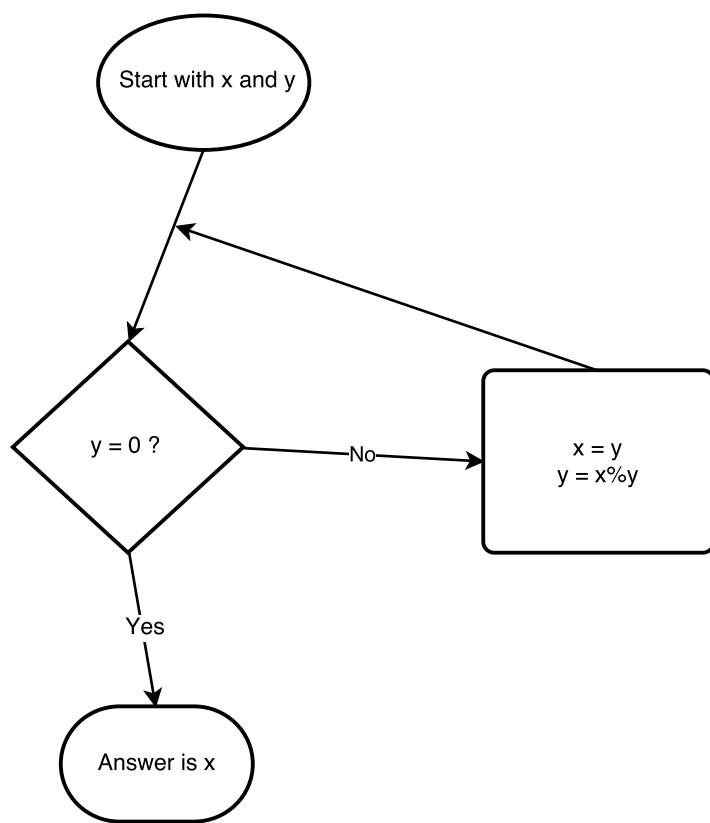 Start with x and y
y = 0 ?
No
x = y
y = x%y
Yes
Answer is x